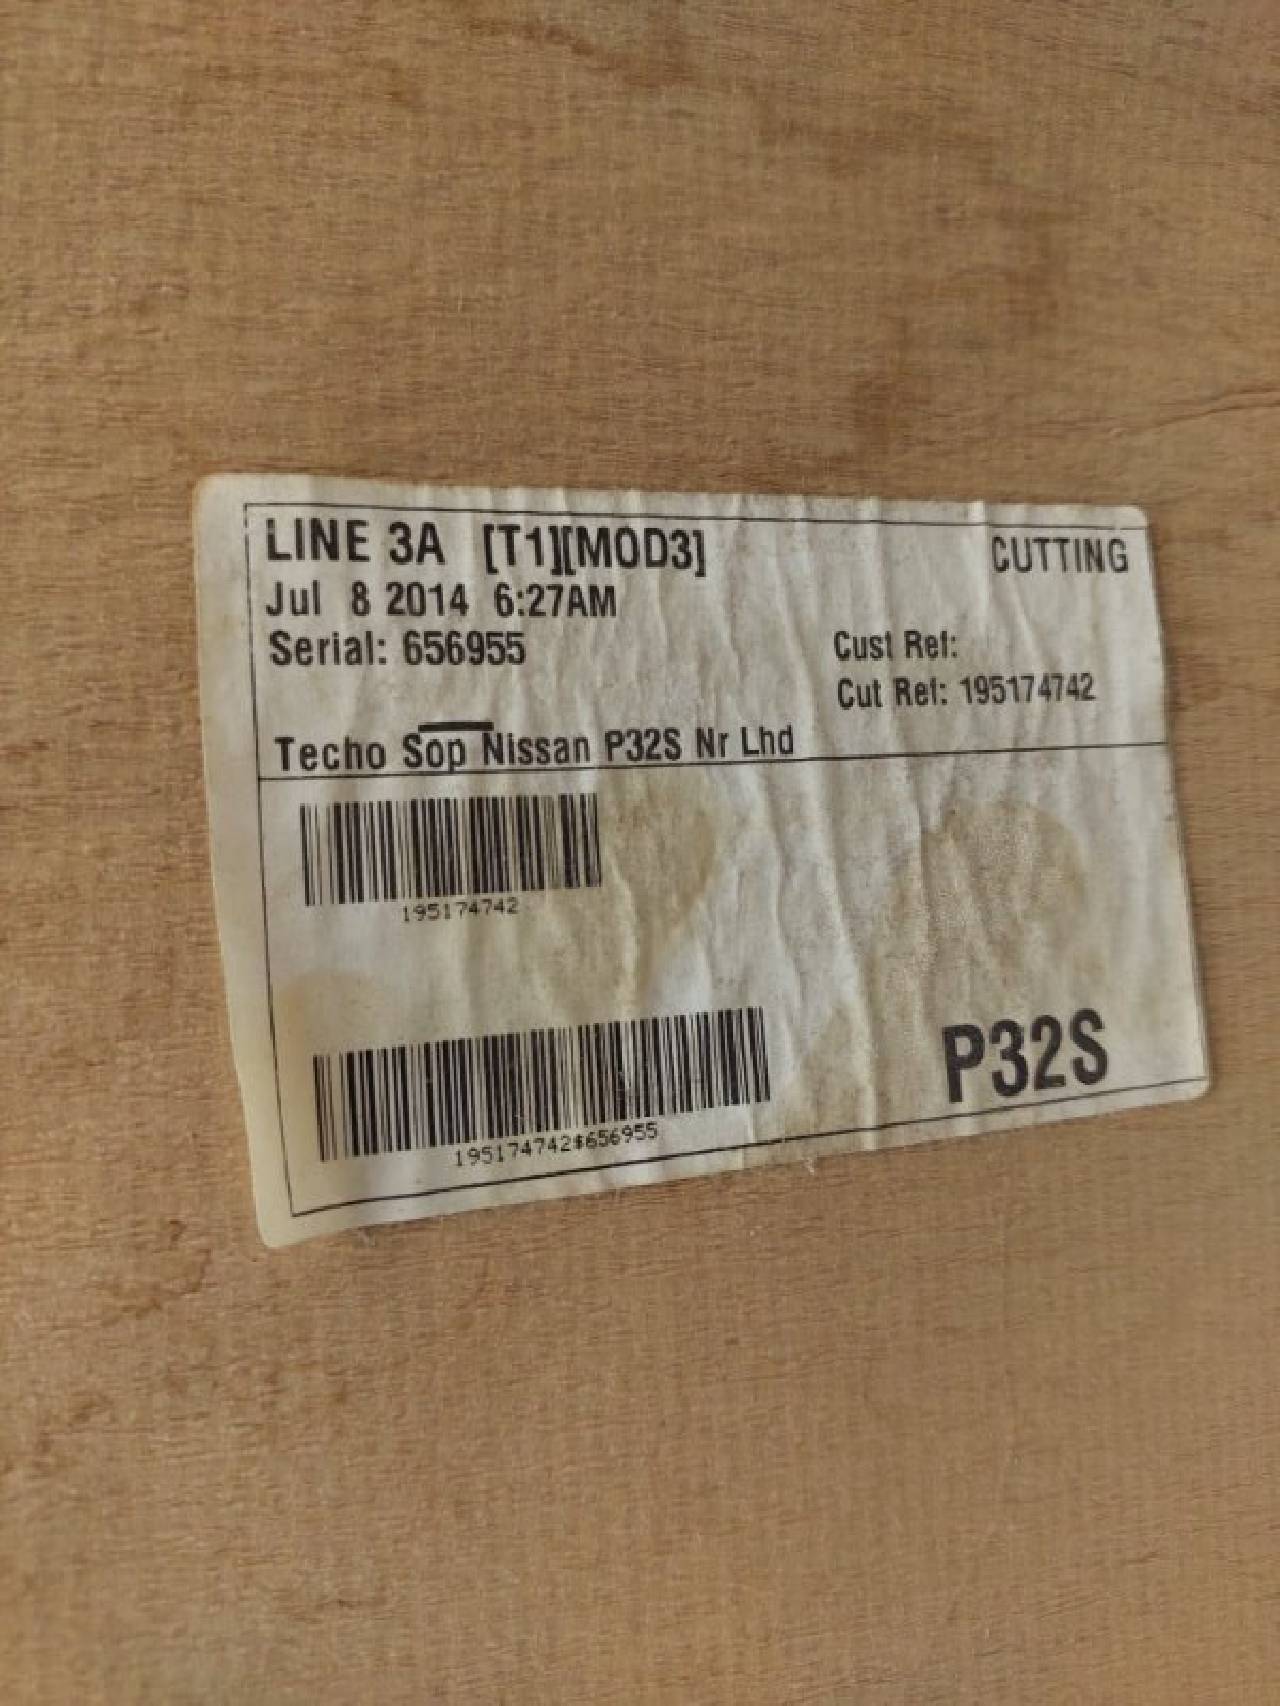 LINE 3A [T1][MOD3]
CUTTING
Jul 8 2014 6:27AM
Serial: 656955
Cust Ref:
Cut Ref: 195174742
Techo Sop Nissan P32S Nr Lhd
195174742
195174742$656955
P32S